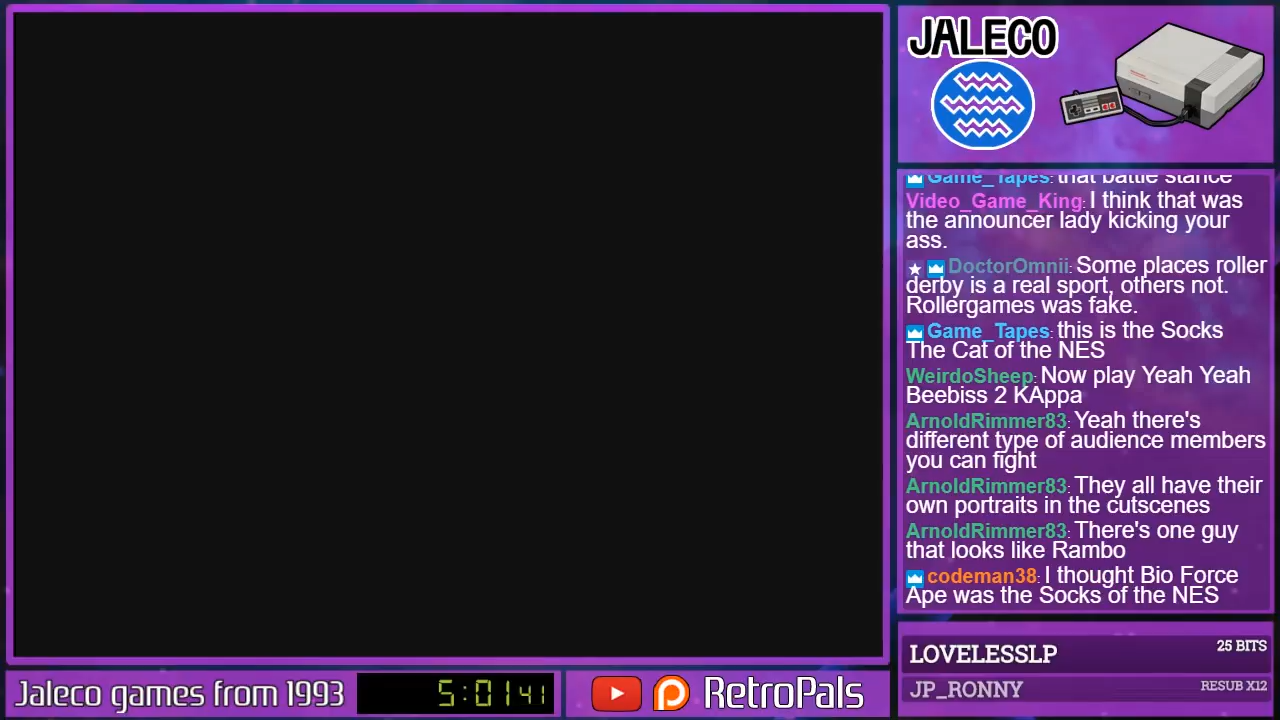 JALECO
Game_Tapes: that battle stance
Video_Game_King: I think that was
the announcer lady kicking your
ass.
DoctorOmnii: Some places roller
derby is a real sport, others not.
Rollergames was fake.
Game_Tapes: this is the Socks
The Cat of the NES
WeirdoSheep: Now play Yeah Yeah
Beebiss 2 KAppa
ArnoldRimmer83: Yeah there's
different type of audience members
you can fight
ArnoldRimmer83: They all have their
own portraits in the cutscenes
ArnoldRimmer83: There's one guy
that looks like Rambo
codeman38: I thought Bio Force
Ape was the Socks of the NES
LOVELESSLP 25 BITS
JP_RONNY RESUB X12
Jaleco games from 1993 5:01 41 RetroPals